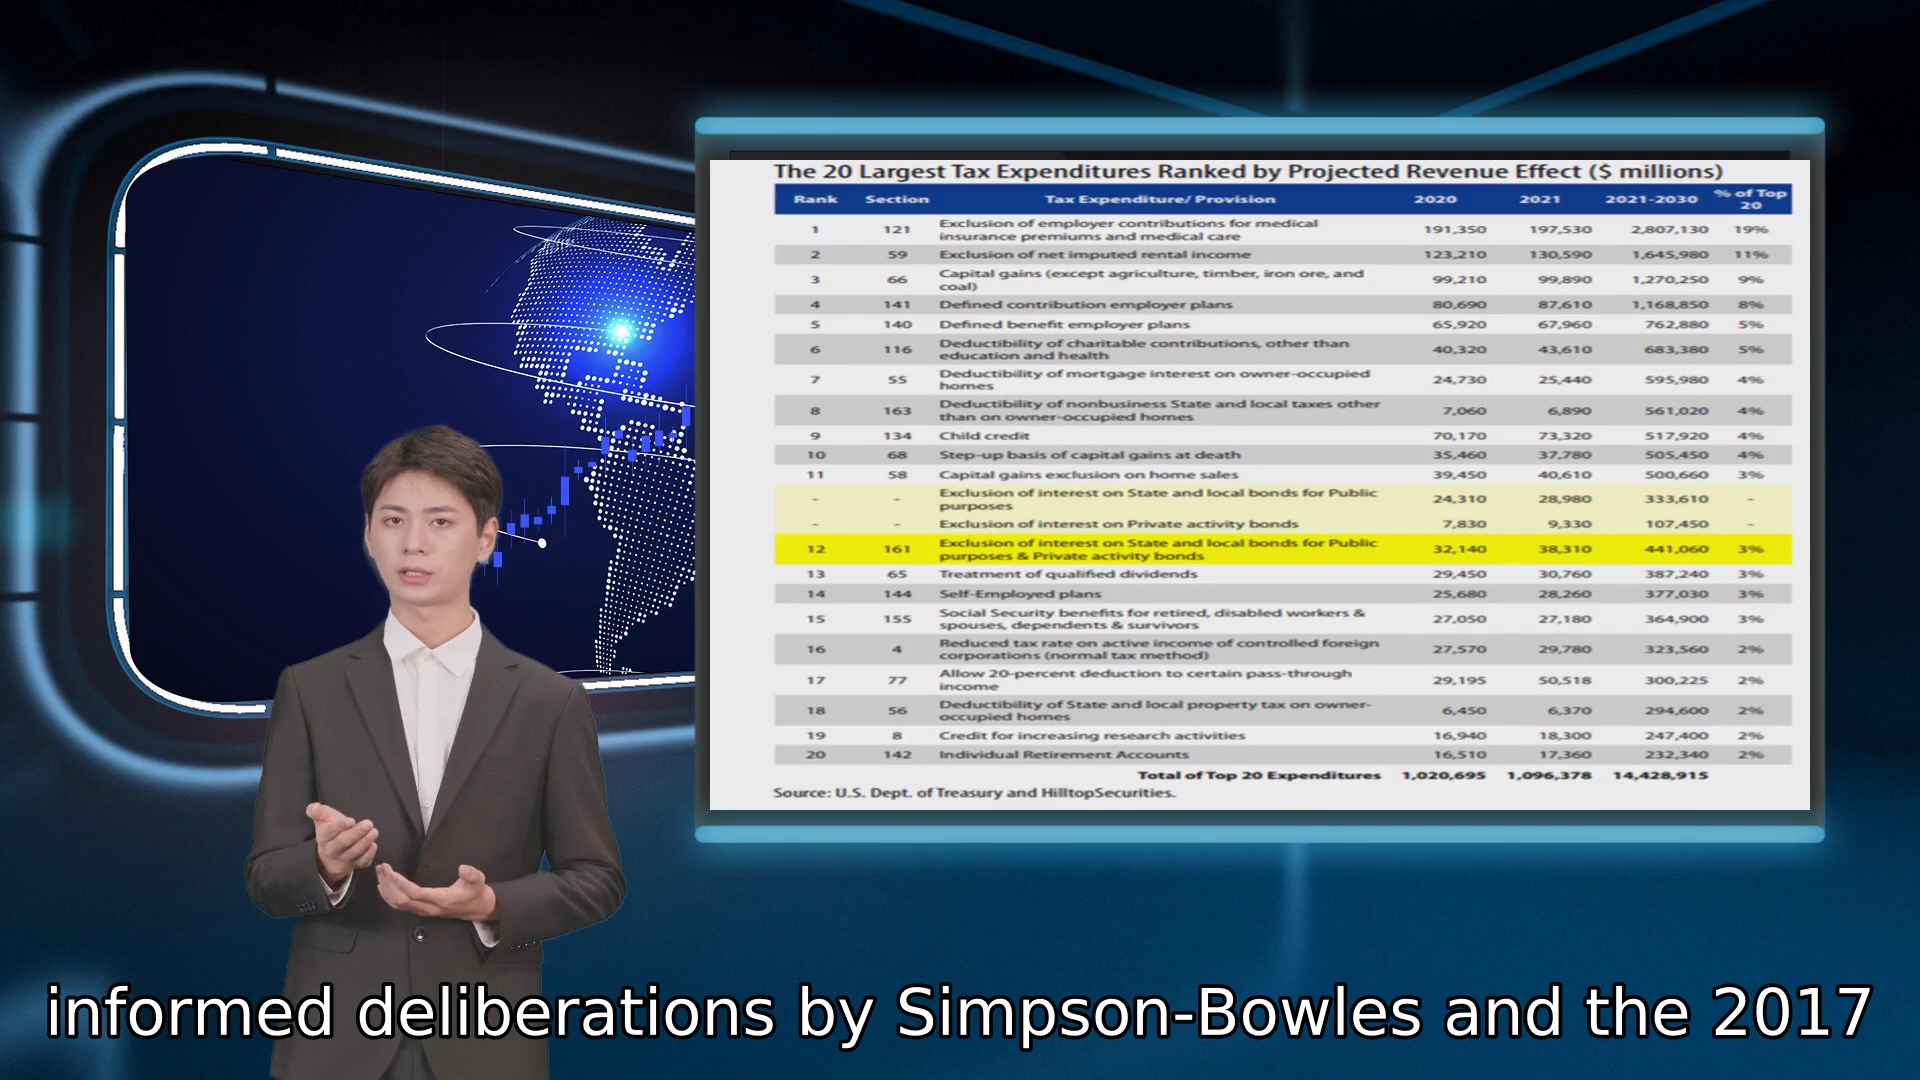 The 20 Largest Tax Expenditures Ranked by Projected Revenue Effect ($ millions)
Rank Section Tax Expenditure/ Provision 2020 2021 2021-2030 % of Top 20
1 121 Exclusion of employer contributions for medical insurance premiums and medical care 191,350 197,530 2,807,130 19%
2 59 Exclusion of net imputed rental income 123,210 130,590 1,645,980 11%
3 66 Capital gains (except agriculture, timber, iron ore, and coal) 99,210 99,890 1,270,250 9%
4 141 Defined contribution employer plans 80,690 87,610 1,168,850 8%
5 140 Defined benefit employer plans 65,920 67,960 762,880 5%
6 116 Deductibility of charitable contributions, other than education and health 40,320 43,610 683,380 5%
7 55 Deductibility of mortgage interest on owner-occupied homes 24,730 25,440 595,980 4%
8 163 Deductibility of nonbusiness State and local taxes other than on owner-occupied homes 7,060 6,890 561,020 4%
9 134 Child credit 70,170 73,320 517,920 4%
10 68 Step-up basis of capital gains at death 35,460 37,780 505,450 4%
11 58 Capital gains exclusion on home sales 39,450 40,610 500,660 3%
- - Exclusion of interest on State and local bonds for Public purposes 24,310 28,980 333,610 -
- - Exclusion of interest on Private activity bonds 7,830 9,330 107,450 -
12 161 Exclusion of interest on State and local bonds for Public purposes & Private activity bonds 32,140 38,310 441,060 3%
13 65 Treatment of qualified dividends 29,450 30,760 387,240 3%
14 144 Self-Employed plans 25,680 28,260 377,030 3%
15 155 Social Security benefits for retired, disabled workers & spouses, dependents & survivors 27,050 27,180 364,900 3%
16 4 Reduced tax rate on active income of controlled foreign corporations (normal tax method) 27,570 29,780 323,560 2%
17 77 Allow 20-percent deduction to certain pass-through income 29,195 50,518 300,225 2%
18 56 Deductibility of State and local property tax on owner-occupied homes 6,450 6,370 294,600 2%
19 8 Credit for increasing research activities 16,940 18,300 247,400 2%
20 142 Individual Retirement Accounts 16,510 17,360 232,340 2%
Total of Top 20 Expenditures 1,020,695 1,096,378 14,428,915
Source: U.S. Dept. of Treasury and HilltopSecurities.
informed deliberations by Simpson-Bowles and the 2017